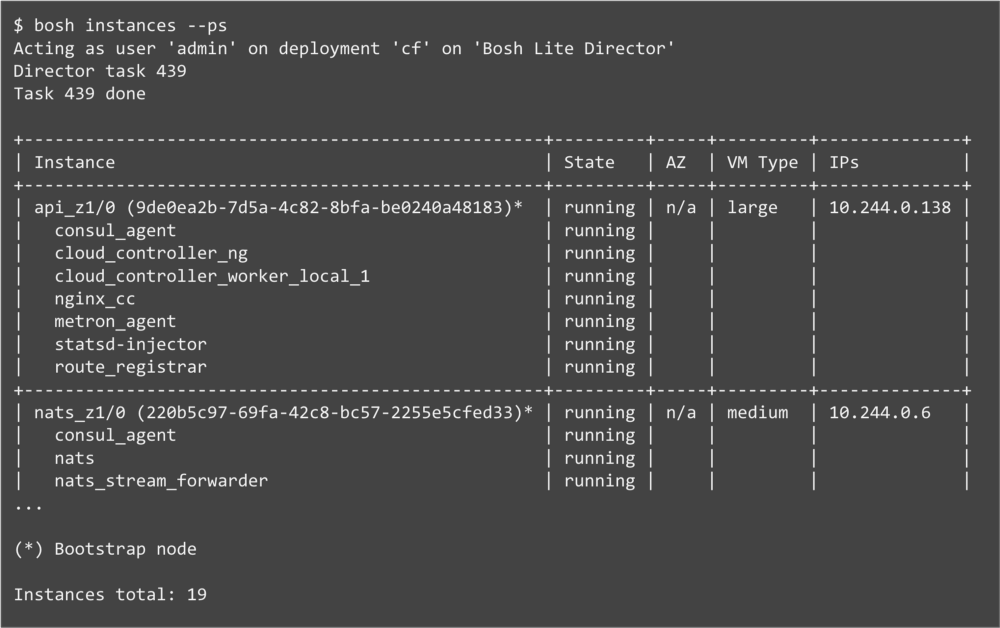 $ bosh instances --ps
Acting as user 'admin' on deployment 'cf' on 'Bosh Lite Director'
Director task 439
Task 439 done

+----------------------------------------------------+---------+-----+---------+--------------+
| Instance                                           | State   | AZ  | VM Type | IPs          |
+----------------------------------------------------+---------+-----+---------+--------------+
| api_z1/0 (9de0ea2b-7d5a-4c82-8bfa-be0240a48183)*   | running | n/a | large   | 10.244.0.138 |
|   consul_agent                                     | running |     |         |              |
|   cloud_controller_ng                              | running |     |         |              |
|   cloud_controller_worker_local_1                  | running |     |         |              |
|   nginx_cc                                         | running |     |         |              |
|   metron_agent                                     | running |     |         |              |
|   statsd-injector                                  | running |     |         |              |
|   route_registrar                                  | running |     |         |              |
+----------------------------------------------------+---------+-----+---------+--------------+
| nats_z1/0 (220b5c97-69fa-42c8-bc57-2255e5cfed33)*  | running | n/a | medium  | 10.244.0.6   |
|   consul_agent                                     | running |     |         |              |
|   nats                                             | running |     |         |              |
|   nats_stream_forwarder                            | running |     |         |              |
...

(*) Bootstrap node

Instances total: 19